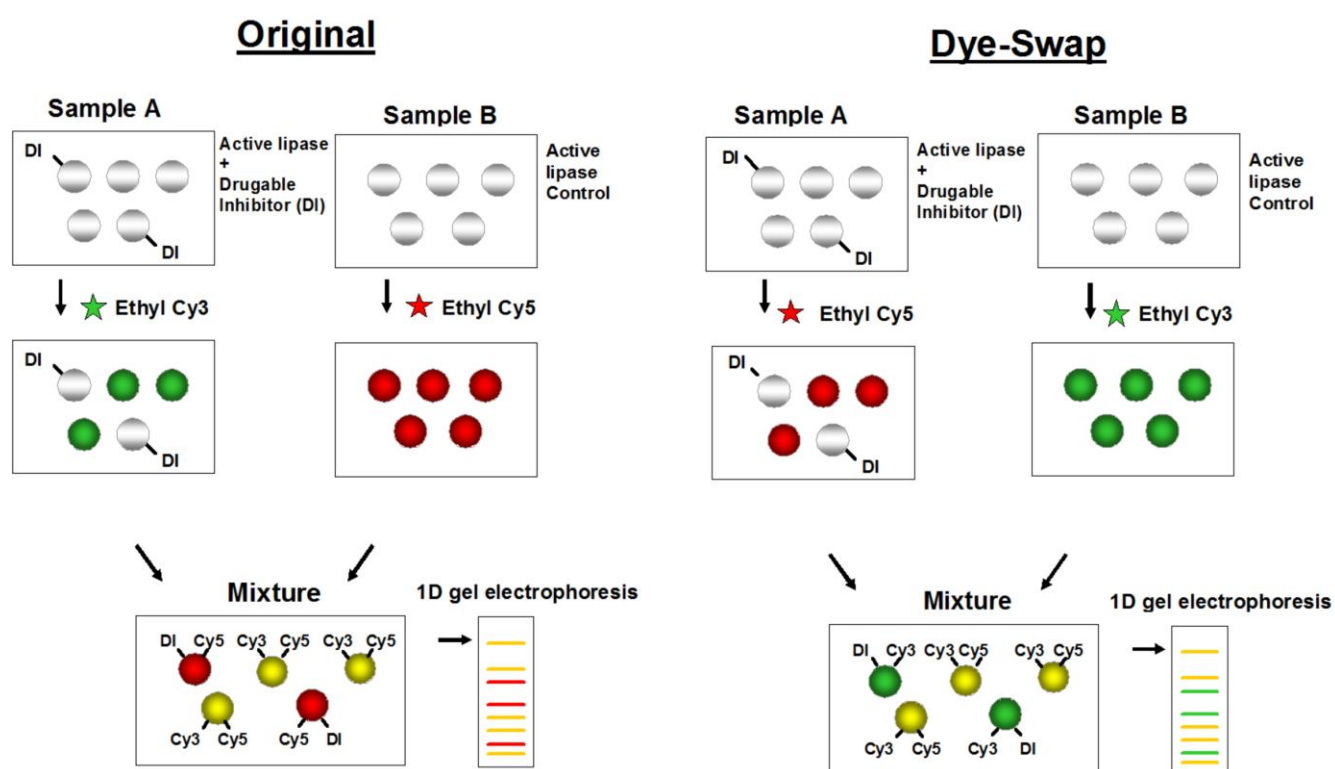 Original
Sample A
Sample B
DI
DI
Active lipase
+
Drugable
Inhibitor (DI)
Active
lipase
Control
Ethyl Cy3
Ethyl Cy5
DI
DI
Mixture
1D gel electrophoresis
DI Cy5 Cy3 Cy5 Cy3 Cy5
Cy3 Cy5 Cy5 DI
Dye-Swap
Sample A
Sample B
DI
DI
Active lipase
+
Drugable
Inhibitor (DI)
Active
lipase
Control
Ethyl Cy5
Ethyl Cy3
DI
DI
Mixture
1D gel electrophoresis
DI Cy3 Cy3 Cy5 Cy3 Cy5
Cy3 Cy5 Cy3 DI